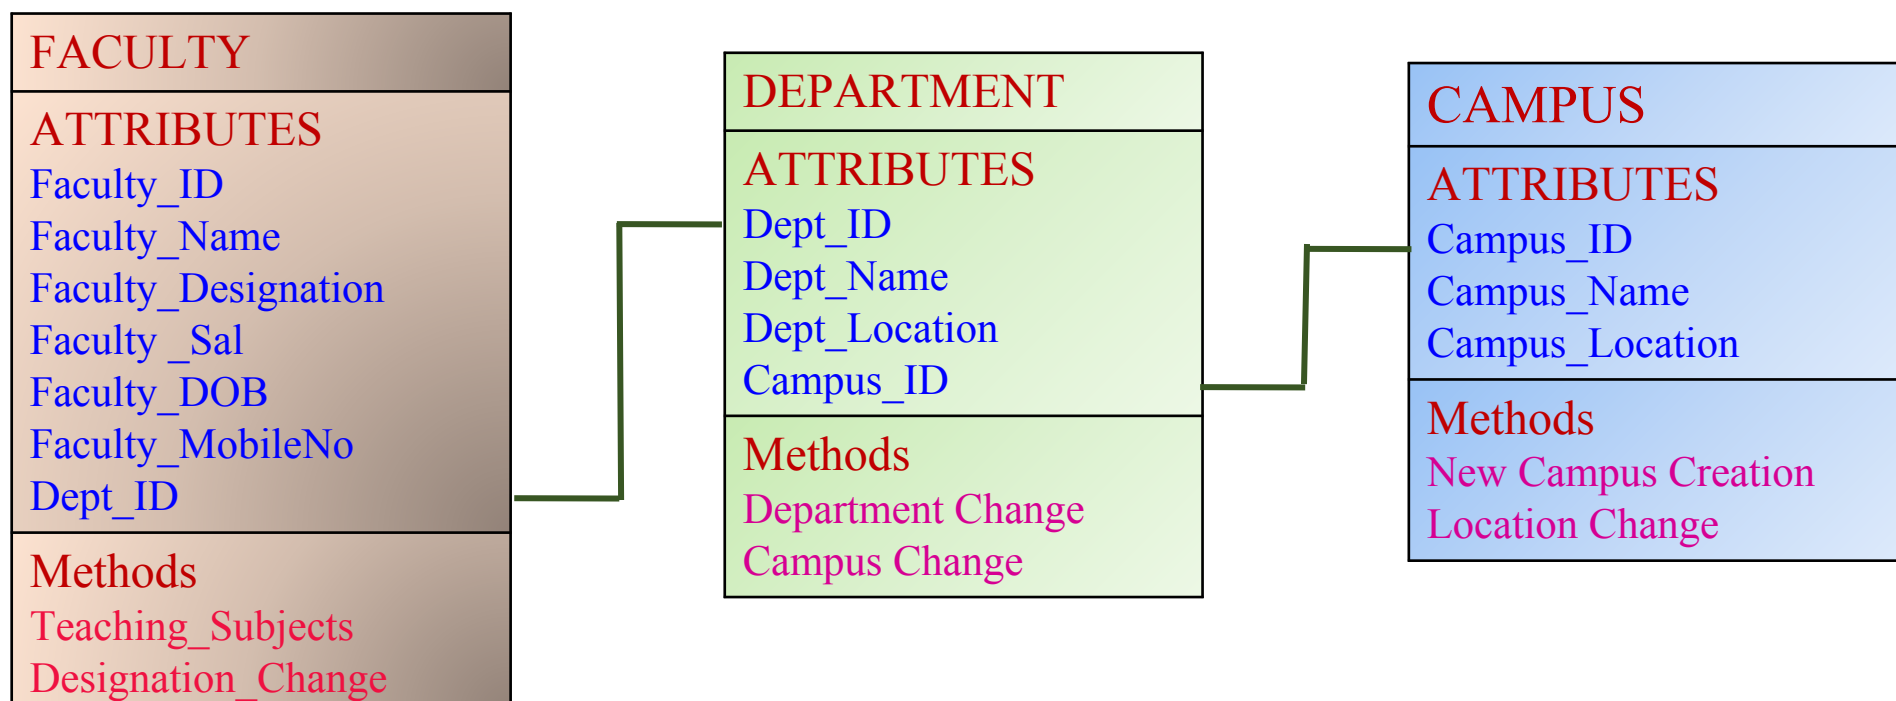 FACULTY
ATTRIBUTES
Faculty_ID
Faculty_Name
Faculty_Designation
Faculty _Sal
Faculty_DOB
Faculty_MobileNo
Dept_ID
Methods
Teaching_Subjects
Designation_Change
DEPARTMENT
ATTRIBUTES
Dept_ID
Dept_Name
Dept_Location
Campus_ID
Methods
Department Change
Campus Change
CAMPUS
ATTRIBUTES
Campus_ID
Campus_Name
Campus_Location
Methods
New Campus Creation
Location Change